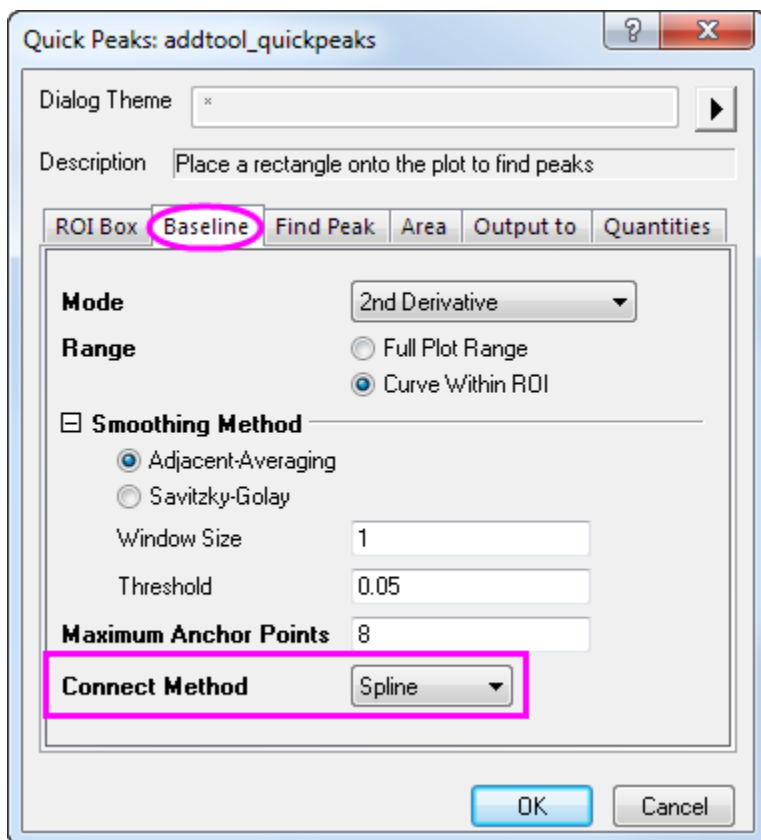 Quick Peaks: addtool_quickpeaks
?
Dialog Theme *
Description Place a rectangle onto the plot to find peaks
ROI Box Baseline Find Peak Area Output to Quantities
Mode 2nd Derivative
Range Full Plot Range
Curve Within ROI
Smoothing Method
Adjacent-Averaging
Savitzky-Golay
Window Size 1
Threshold 0.05
Maximum Anchor Points 8
Connect Method Spline
OK Cancel